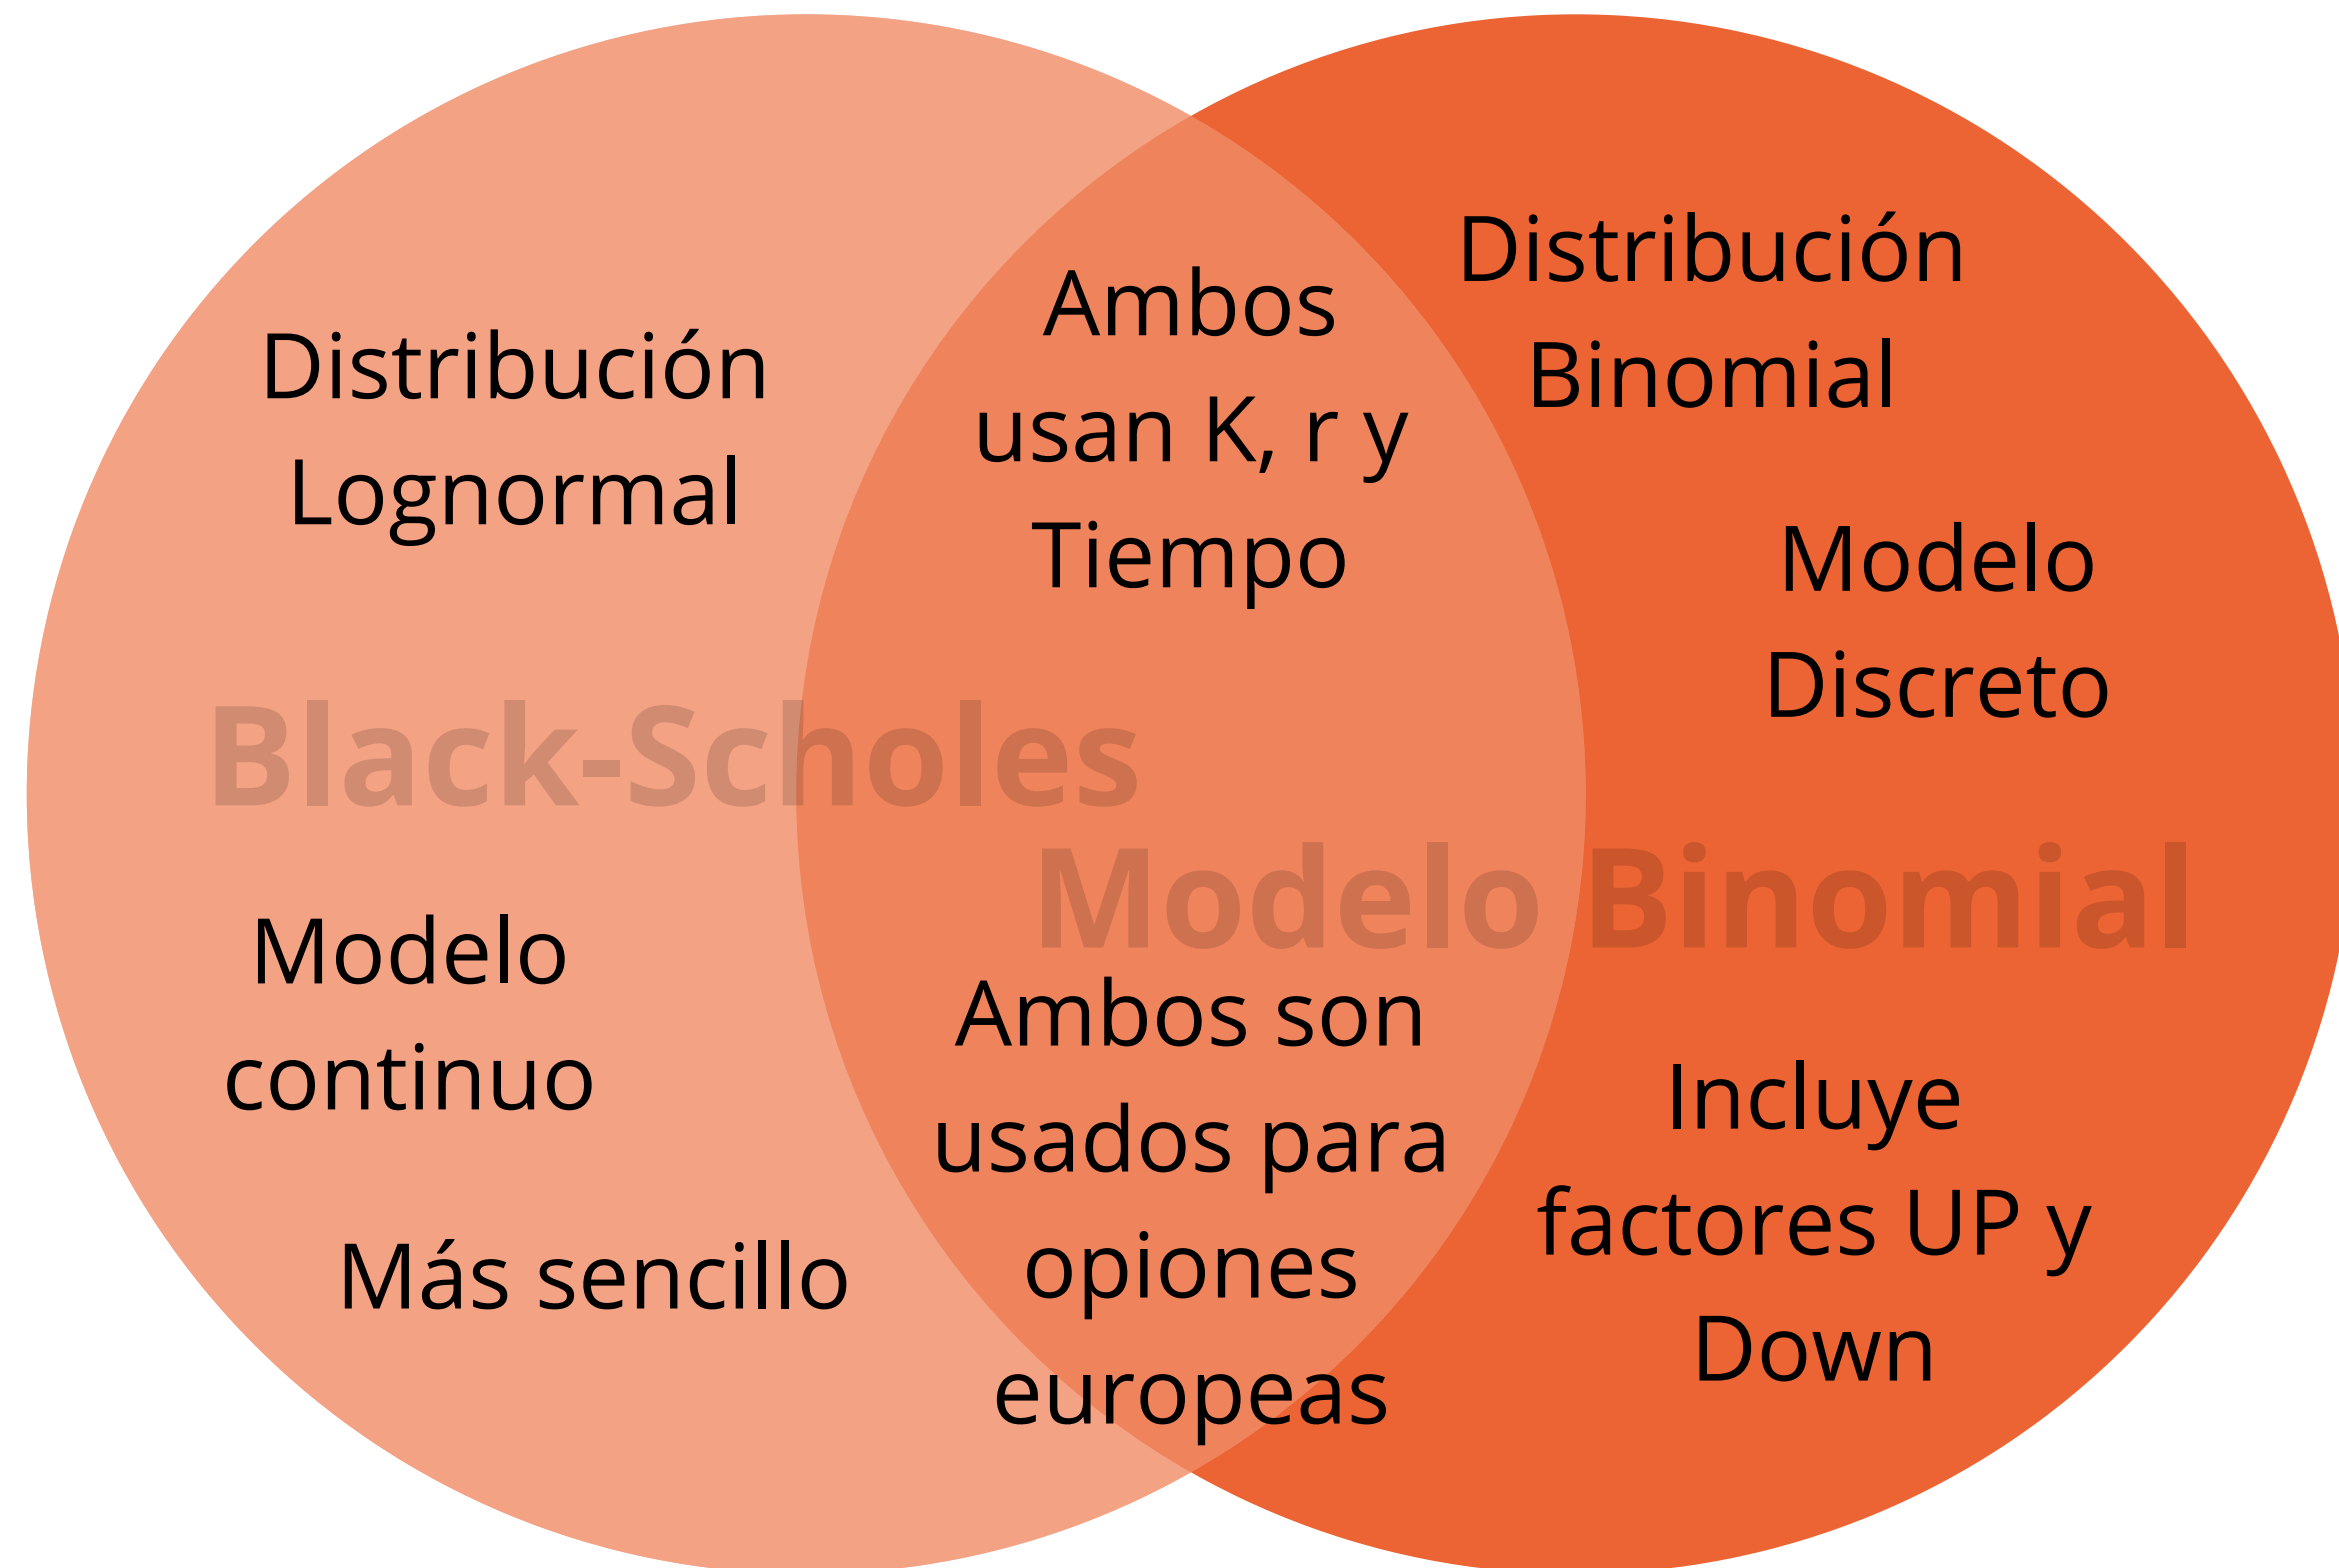 Distribución
Lognormal
Black-Scholes
Modelo
continuo
Más sencillo
Ambos
usan K, r y
Tiempo
Ambos son
usados para
opiones
europeas
Distribución
Binomial
Modelo
Discreto
Modelo Binomial
Incluye
factores UP y
Down